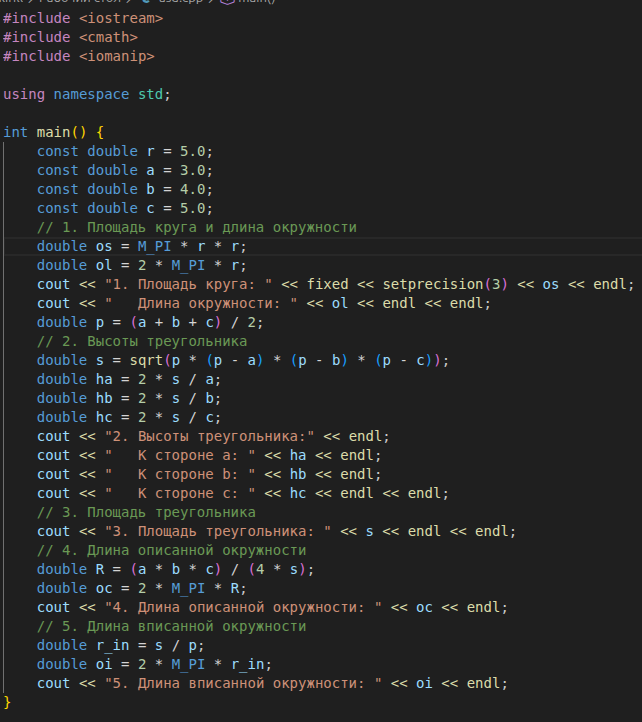 #include <iostream>
#include <cmath>
#include <iomanip>
using namespace std;
int main() {
    const double r = 5.0;
    const double a = 3.0;
    const double b = 4.0;
    const double c = 5.0;
    // 1. Площадь круга и длина окружности
    double os = M_PI * r * r;
    double ol = 2 * M_PI * r;
    cout << "1. Площадь круга: " << fixed << setprecision(3) << os << endl;
    cout << "   Длина окружности: " << ol << endl << endl;
    double p = (a + b + c) / 2;
    // 2. Высоты треугольника
    double s = sqrt(p * (p - a) * (p - b) * (p - c));
    double ha = 2 * s / a;
    double hb = 2 * s / b;
    double hc = 2 * s / c;
    cout << "2. Высоты треугольника:" << endl;
    cout << "   К стороне a: " << ha << endl;
    cout << "   К стороне b: " << hb << endl;
    cout << "   К стороне c: " << hc << endl << endl;
    // 3. Площадь треугольника
    cout << "3. Площадь треугольника: " << s << endl << endl;
    // 4. Длина описанной окружности
    double R = (a * b * c) / (4 * s);
    double oc = 2 * M_PI * R;
    cout << "4. Длина описанной окружности: " << oc << endl;
    // 5. Длина вписанной окружности
    double r_in = s / p;
    double oi = 2 * M_PI * r_in;
    cout << "5. Длина вписанной окружности: " << oi << endl;
}